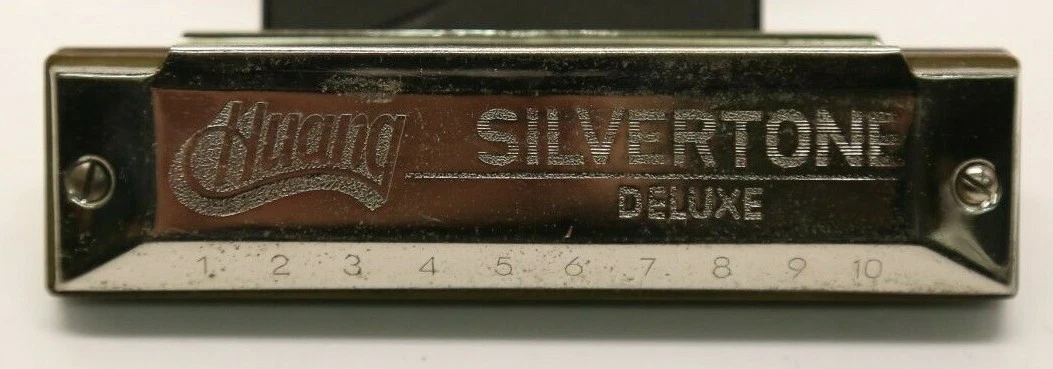 Huang
SILVERTONE
DELUXE
1 2 3 4 5 6 7 8 9 10